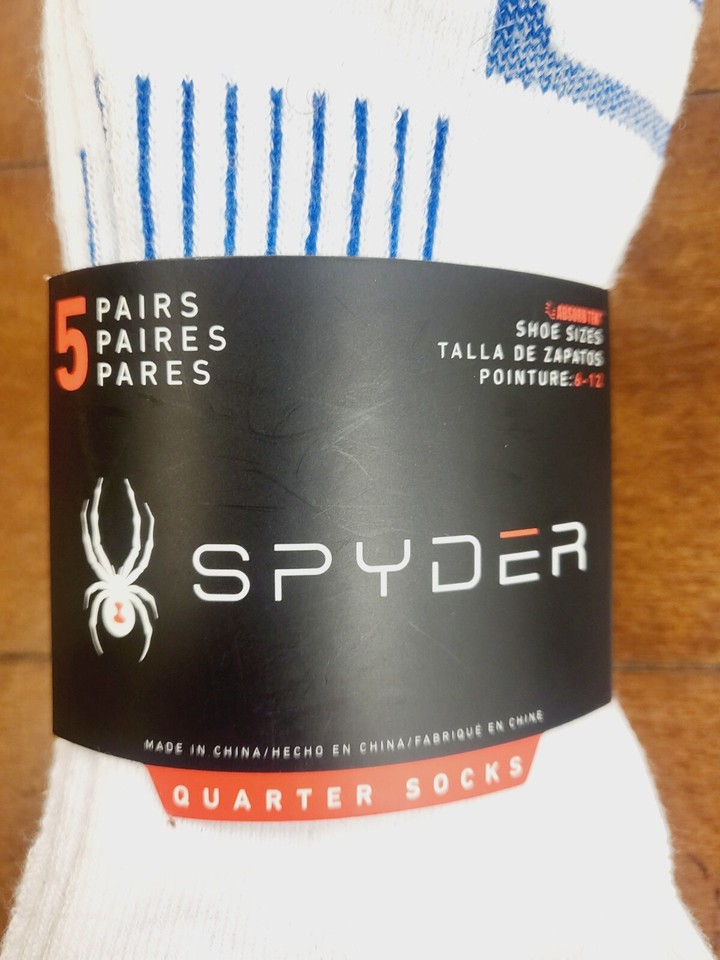 5 PAIRS
PAIRES
PARES
ABSORBTEK
SHOE SIZES
TALLA DE ZAPATOS
POINTURE:6-12
SPYDER
MADE IN CHINA/HECHO EN CHINA/FABRIQUÉ EN CHINE
QUARTER SOCKS